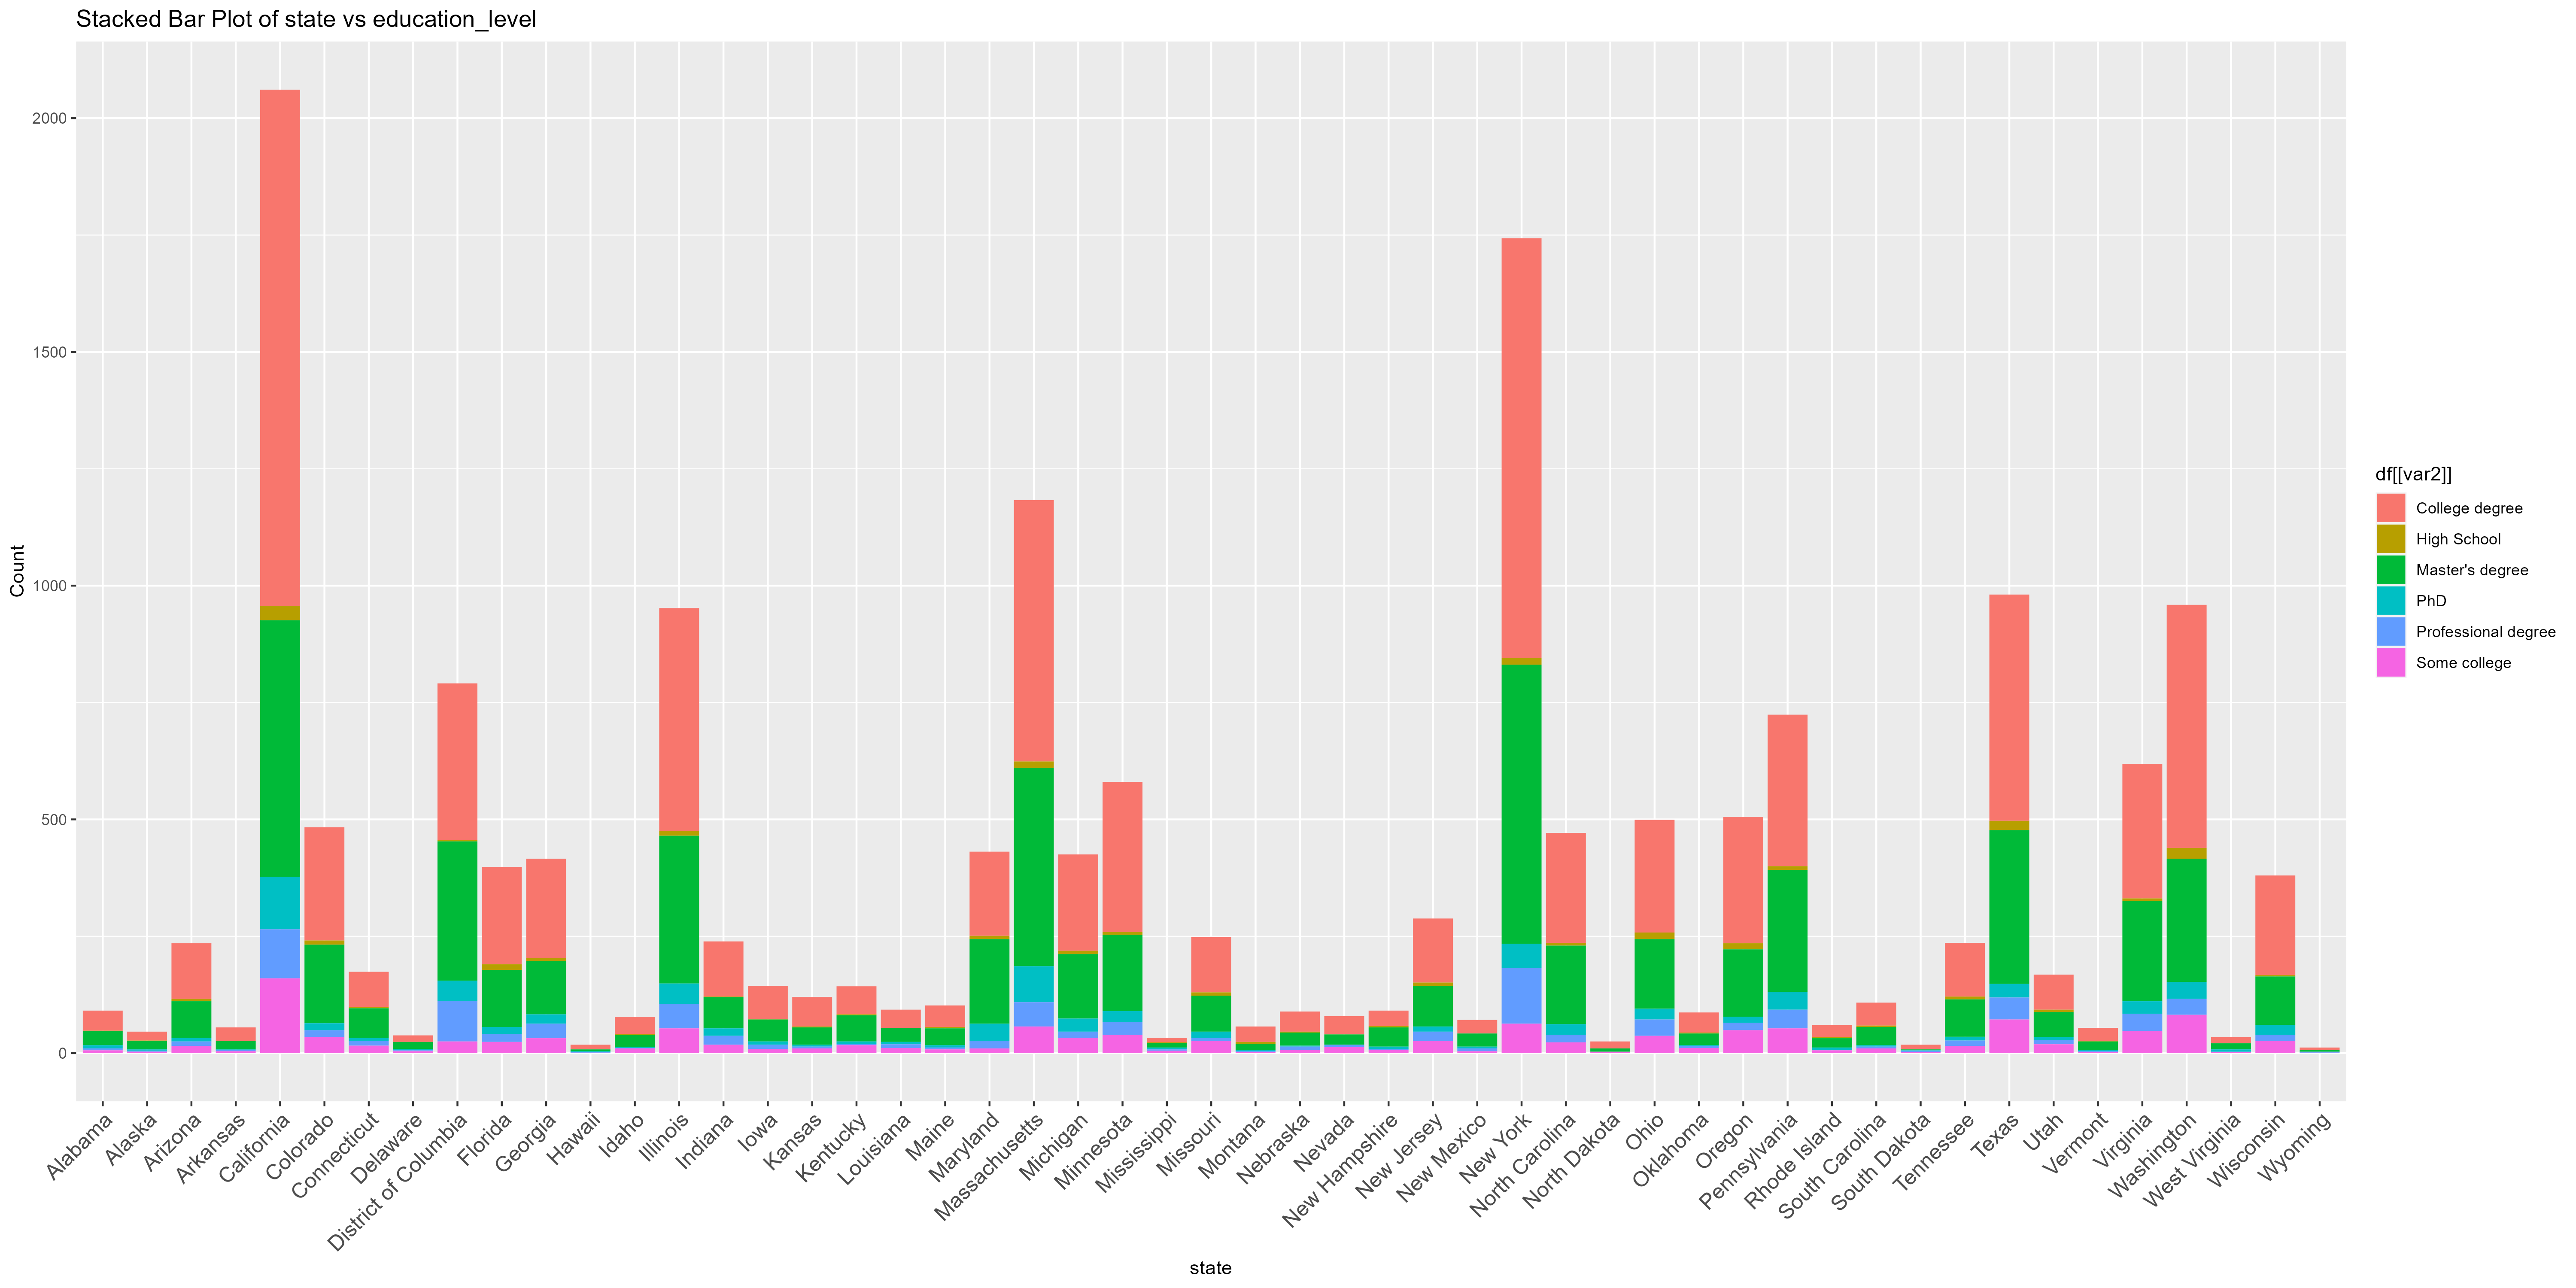 Stacked Bar Plot of state vs education_level
Count
2000
1500
1000
500
0
Alabama
Alaska
Arizona
Arkansas
California
Colorado
Connecticut
Delaware
District of Columbia
Florida
Georgia
Hawaii
Idaho
Illinois
Indiana
Iowa
Kansas
Kentucky
Louisiana
Maine
Maryland
Massachusetts
Michigan
Minnesota
Mississippi
Missouri
Montana
Nebraska
Nevada
New Hampshire
New Jersey
New Mexico
New York
North Carolina
North Dakota
Ohio
Oklahoma
Oregon
Pennsylvania
Rhode Island
South Carolina
South Dakota
Tennessee
Texas
Utah
Vermont
Virginia
Washington
West Virginia
Wisconsin
Wyoming
state
df[[var2]]
College degree
High School
Master's degree
PhD
Professional degree
Some college